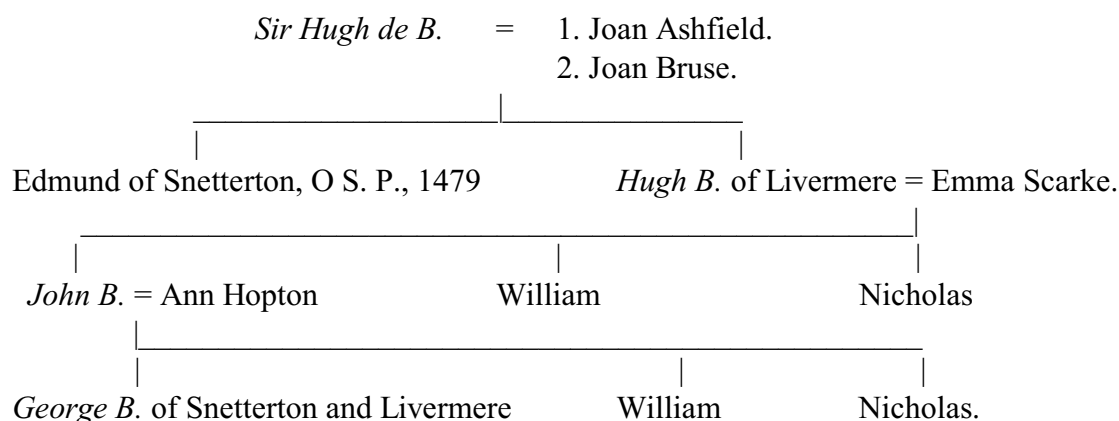 Sir Hugh de B. = 1. Joan Ashfield.
2. Joan Bruse.
Edmund of Snetterton, O S. P., 1479 Hugh B. of Livermere = Emma Scarke.
John B. = Ann Hopton William Nicholas
George B. of Snetterton and Livermere William Nicholas.